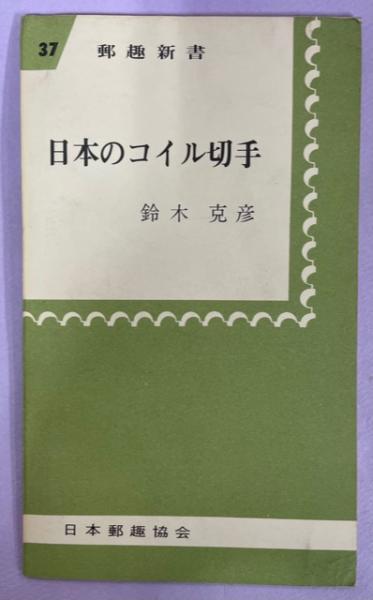 37 郵趣新書
日本のコイル切手
鈴木 克彦
日本郵趣協会